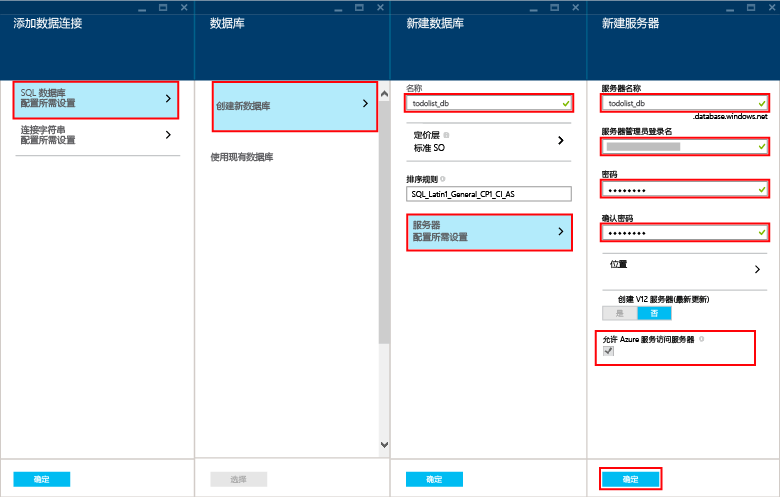 添加数据连接
SQL 数据库
配置所需设置
连接字符串
配置所需设置
确定
数据库
创建新数据库
使用现有数据库
选择
新建数据库
名称
todolist_db
定价层
标准 SO
排序规则
SQL_Latin1_General_CP1_CI_AS
服务器
配置所需设置
确定
新建服务器
服务器名称
todolist_db
.database.windows.net
服务器管理员登录名
密码
••••••••
确认密码
••••••••
位置
创建 V12 服务器(最新更新)
是 否
允许 Azure 服务访问服务器
确定